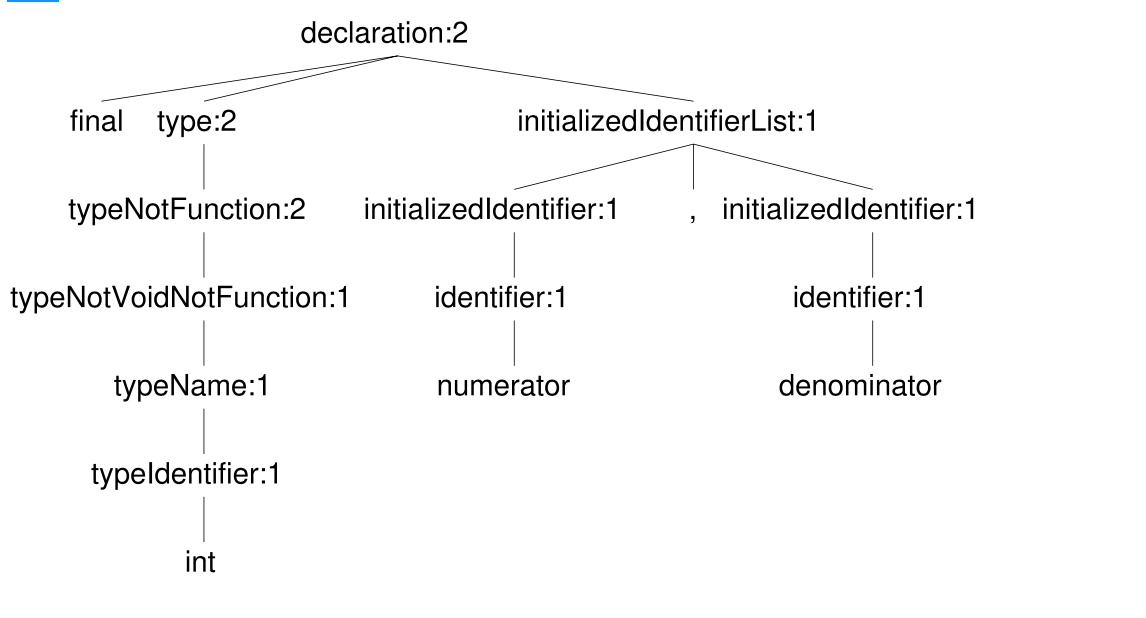 declaration:2
final type:2 initializedIdentifierList:1
typeNotFunction:2 initializedIdentifier:1 , initializedIdentifier:1
typeNotVoidNotFunction:1 identifier:1 identifier:1
typeName:1 numerator denominator
typeIdentifier:1
int